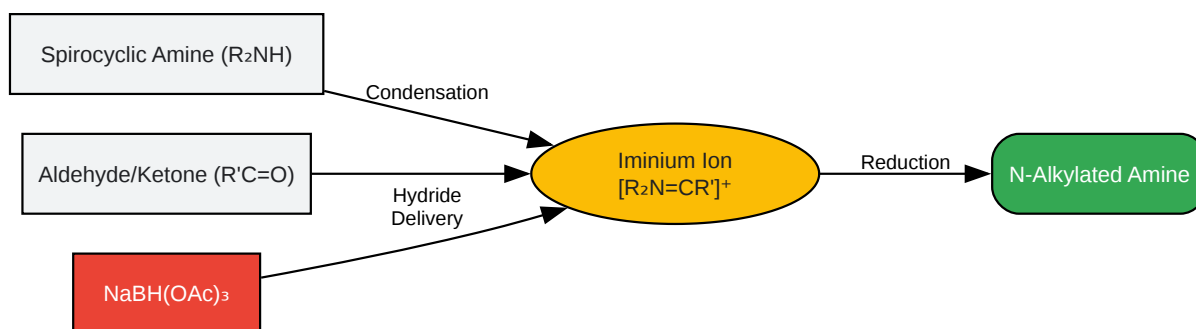 Spirocyclic Amine (R₂NH)
Condensation
Aldehyde/Ketone (R'C=O)
Hydride
Delivery
NaBH(OAc)₃
Iminium Ion
[R₂N=CR']⁺
Reduction
N-Alkylated Amine